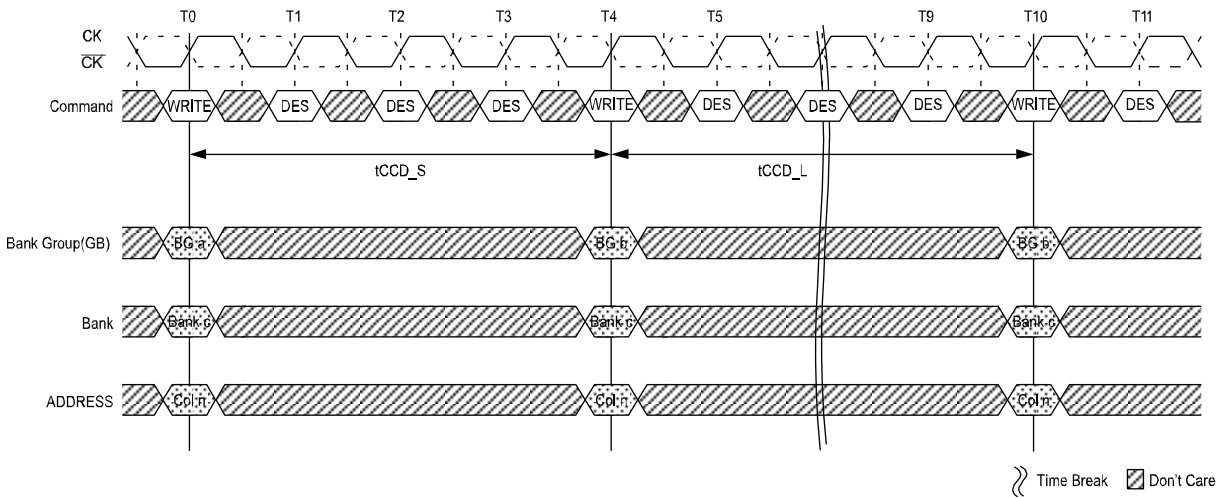 T0 T1 T2 T3 T4 T5 T9 T10 T11
CK
CK
Command WRITE DES DES DES WRITE DES DES DES WRITE DES
tCCD_S tCCD_L
Bank Group(GB) BG a BG b BG b
Bank Bank c Bank c Bank c
ADDRESS Col n Col n Col n
Time Break Don't Care